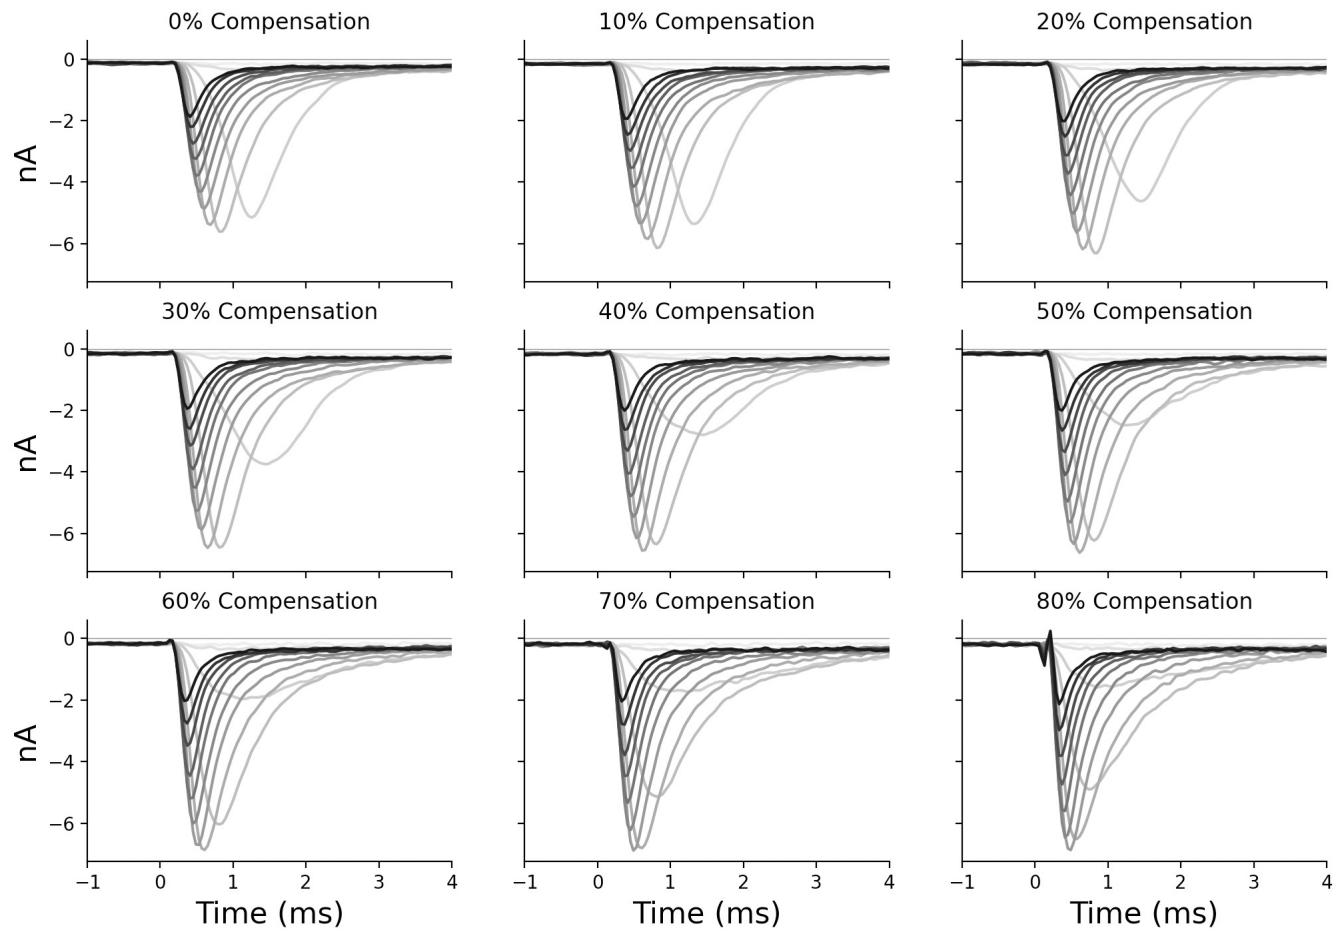 0% Compensation 10% Compensation 20% Compensation
0
−2
−4
−6
nA
30% Compensation 40% Compensation 50% Compensation
0
−2
−4
−6
nA
60% Compensation 70% Compensation 80% Compensation
0
−2
−4
−6
nA
−1 0 1 2 3 4 −1 0 1 2 3 4 −1 0 1 2 3 4
Time (ms) Time (ms) Time (ms)